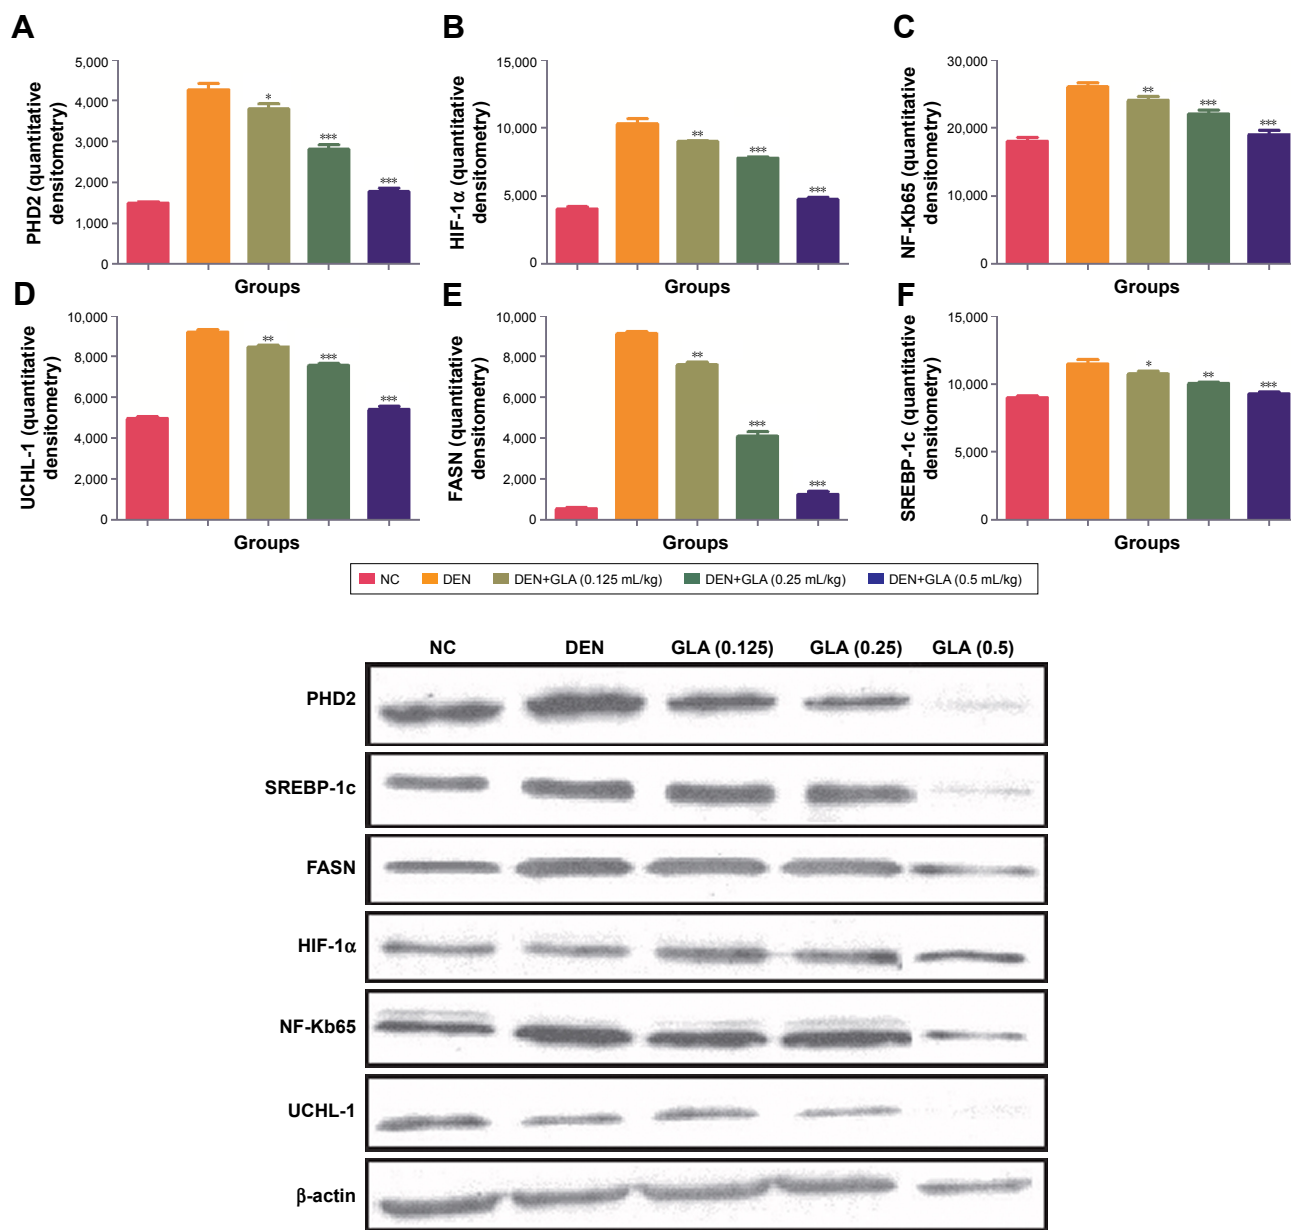 A
B
C
PHD2 (quantitative
densitometry)
5,000
4,000
3,000
2,000
1,000
0
*
***
***
Groups
HIF-1α (quantitative
densitometry)
15,000
10,000
5,000
0
**
***
***
Groups
NF-Kb65 (quantitative
densitometry)
30,000
20,000
10,000
0
**
***
***
Groups
D
E
F
UCHL-1 (quantitative
densitometry)
10,000
8,000
6,000
4,000
2,000
0
**
***
***
Groups
FASN (quantitative
densitometry)
10,000
8,000
6,000
4,000
2,000
0
**
***
***
Groups
SREBP-1c (quantitative
densitometry)
15,000
10,000
5,000
0
*
**
***
Groups
NC DEN DEN+GLA (0.125 mL/kg) DEN+GLA (0.25 mL/kg) DEN+GLA (0.5 mL/kg)
NC DEN GLA (0.125) GLA (0.25) GLA (0.5)
PHD2
SREBP-1c
FASN
HIF-1α
NF-Kb65
UCHL-1
β-actin